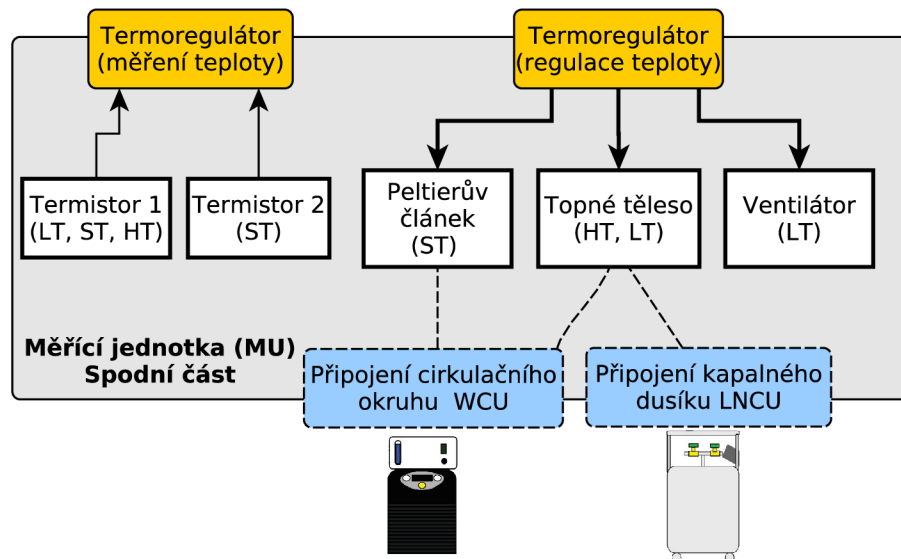 Termoregulátor
(měření teploty)
Termoregulátor
(regulace teploty)
Termistor 1
(LT, ST, HT)
Termistor 2
(ST)
Peltierův
článek
(ST)
Topné těleso
(HT, LT)
Ventilátor
(LT)
Měřící jednotka (MU)
Spodní část
Připojení cirkulačního
okruhu WCU
Připojení kapalného
dusíku LNCU